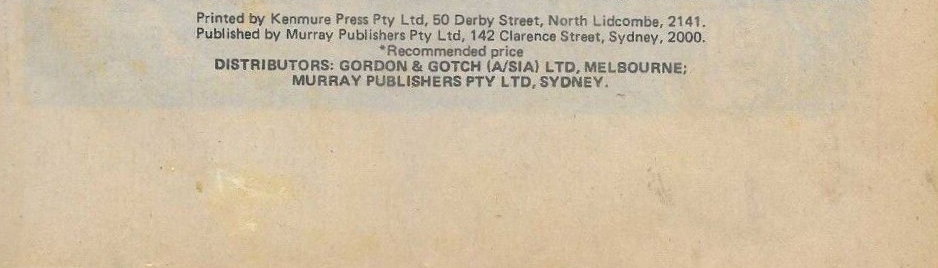 Printed by Kenmure Press Pty Ltd, 50 Derby Street, North Lidcombe, 2141.
Published by Murray Publishers Pty Ltd, 142 Clarence Street, Sydney, 2000.
*Recommended price
DISTRIBUTORS: GORDON & GOTCH (A/SIA) LTD, MELBOURNE;
MURRAY PUBLISHERS PTY LTD, SYDNEY.